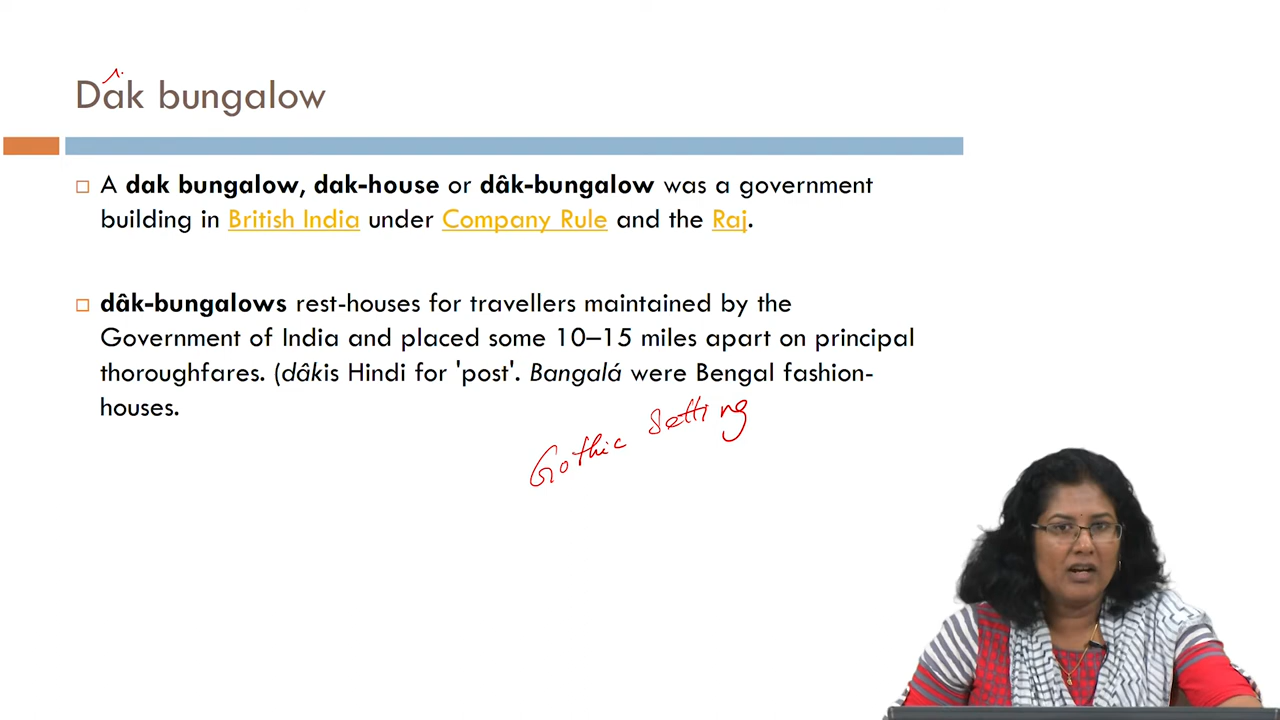 Dak bungalow
A dak bungalow, dak-house or dâk-bungalow was a government
building in British India under Company Rule and the Raj.
dâk-bungalows rest-houses for travellers maintained by the
Government of India and placed some 10–15 miles apart on principal
thoroughfares. (dâkis Hindi for 'post'. Bangalá were Bengal fashion-
houses.
Gothic Setting